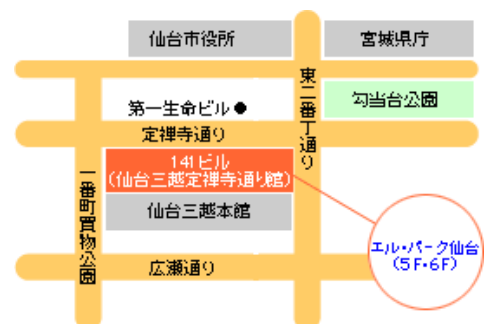 仙台市役所
宮城県庁
東二番丁通り
勾当台公園
第一生命ビル
定禅寺通り
141ビル
(仙台三越定禅寺通り館)
一番町買物公園
仙台三越本館
エル・パーク仙台
(5F・6F)
広瀬通り